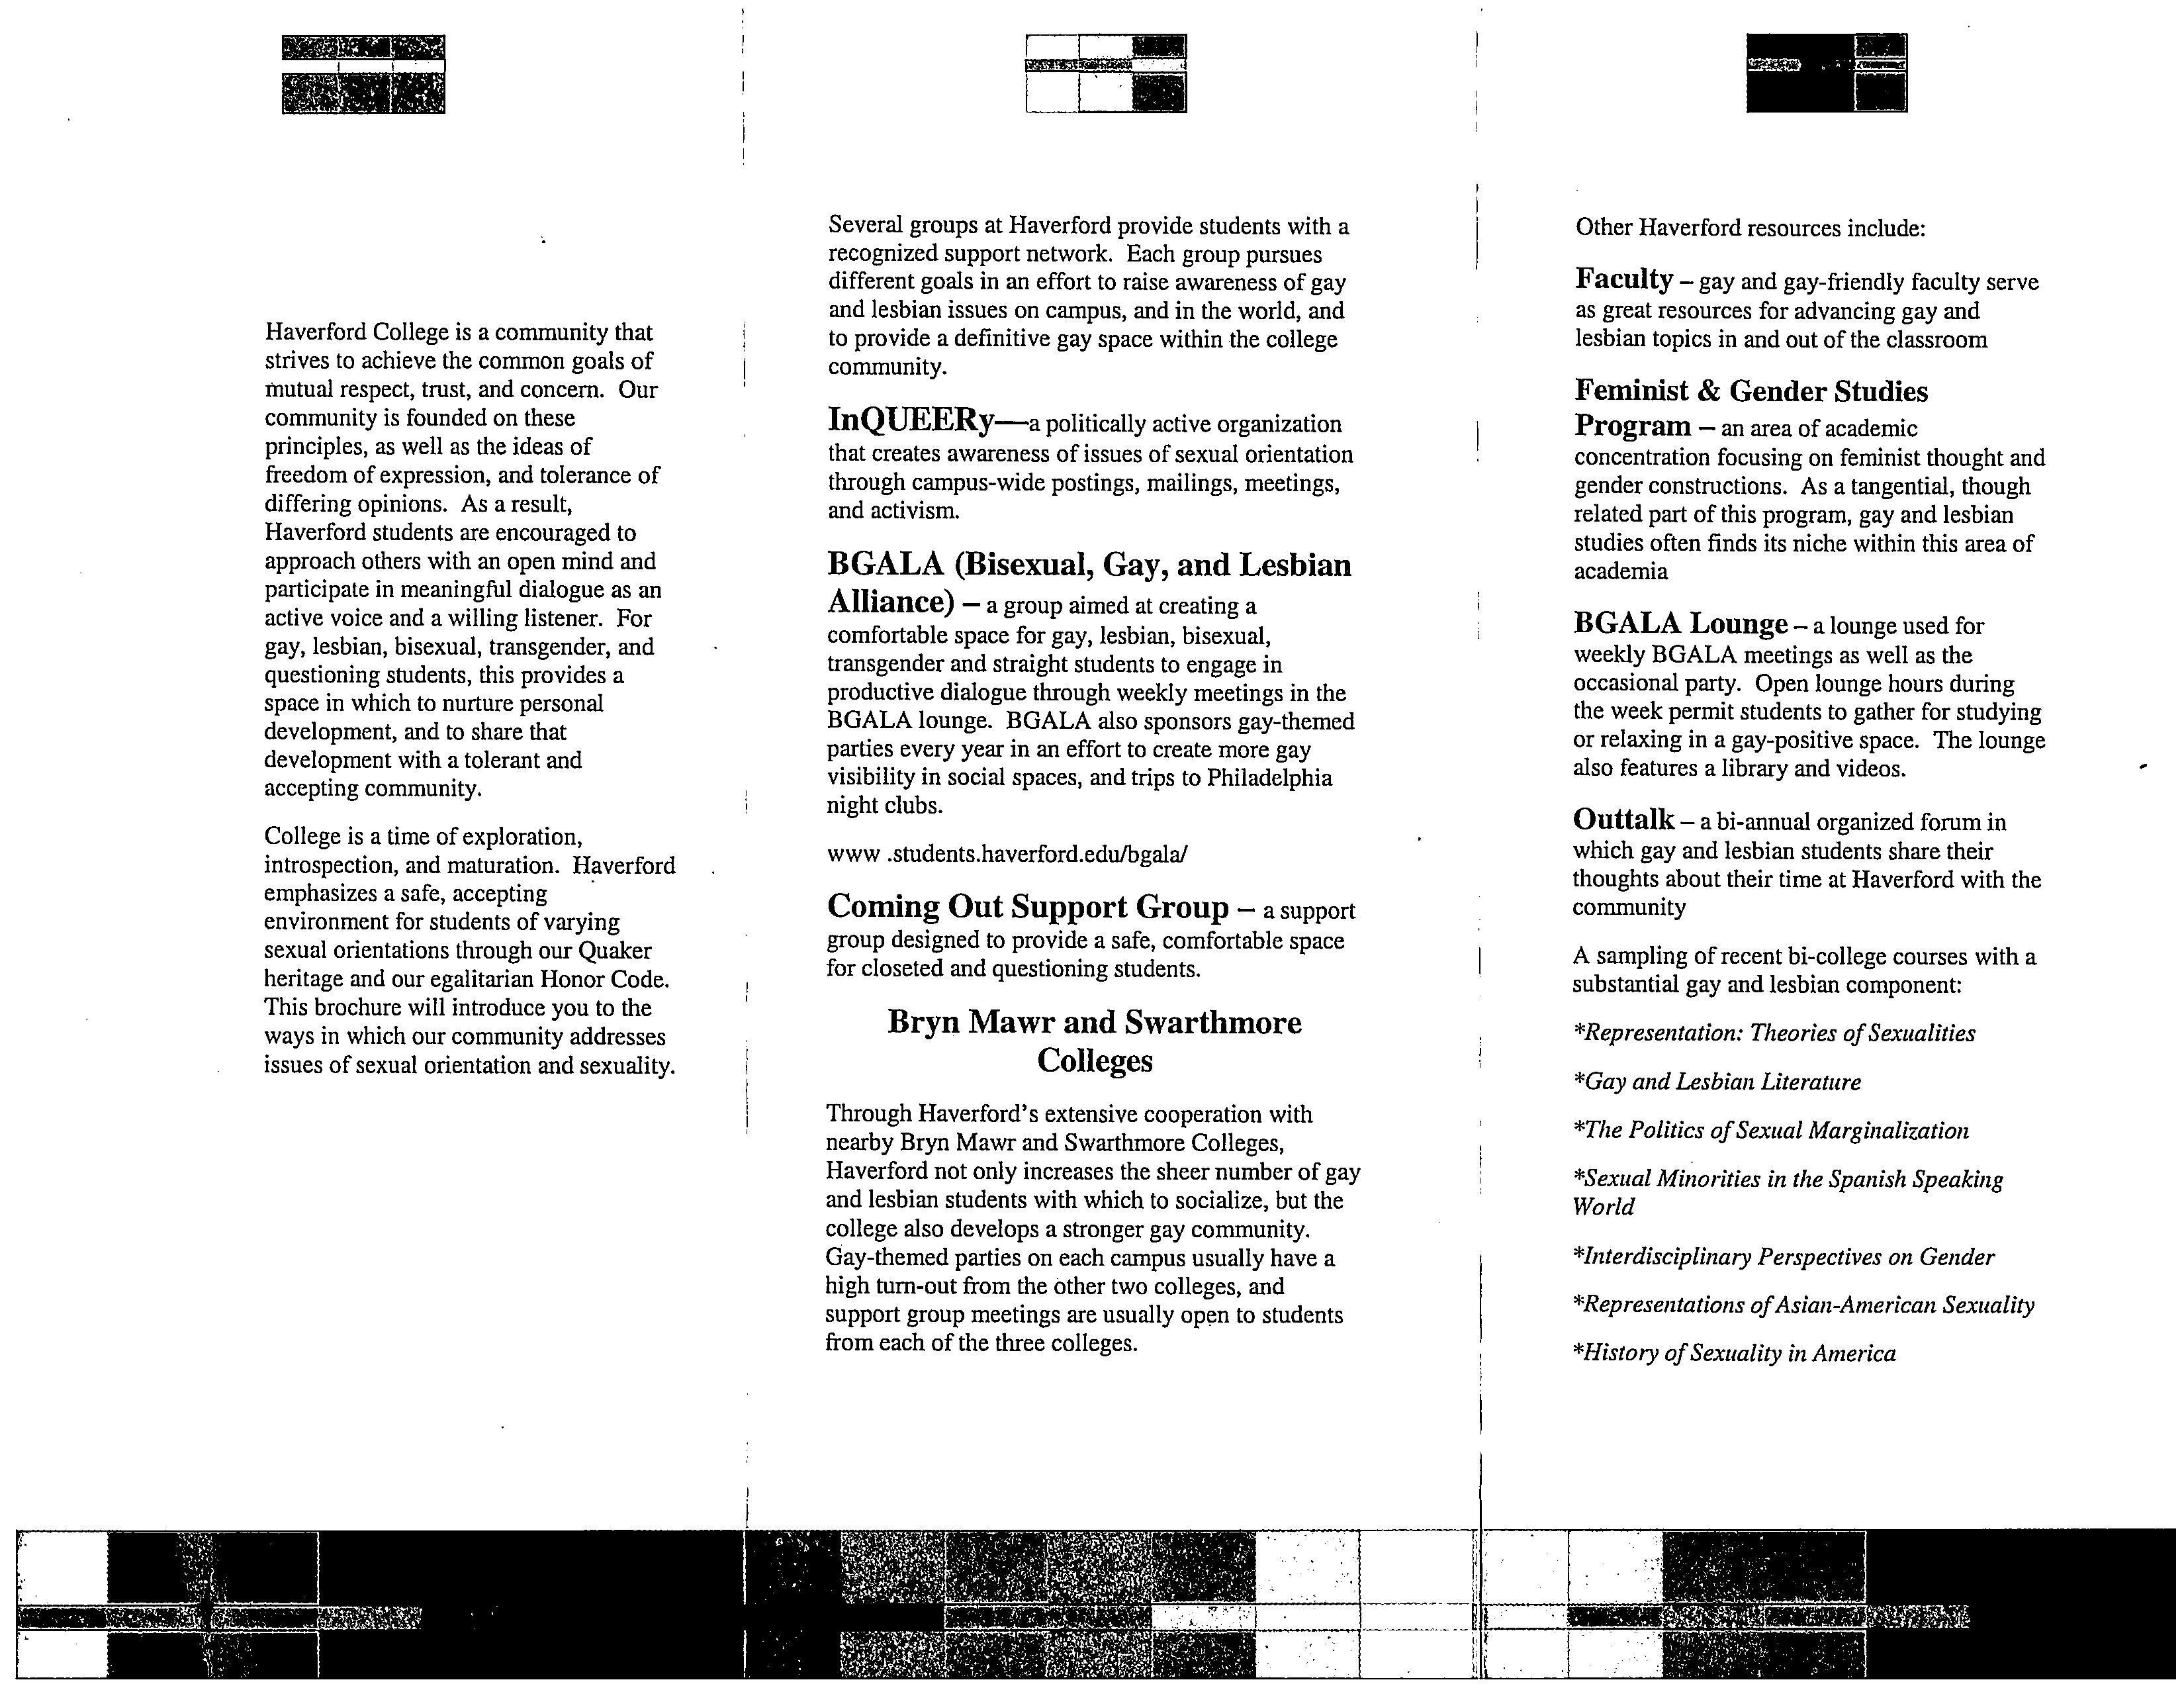 Haverford College is a community that
strives to achieve the common goals of
mutual respect, trust, and concern.  Our
community is founded on these
principles, as well as the ideas of
freedom of expression, and tolerance of
differing opinions.  As a result,
Haverford students are encouraged to
approach others with an open mind and
participate in meaningful dialogue as an
active voice and a willing listener.  For
gay, lesbian, bisexual, transgender, and
questioning students, this provides a
space in which to nurture personal
development, and to share that
development with a tolerant and
accepting community.
College is a time of exploration,
introspection, and maturation.  Haverford
emphasizes a safe, accepting
environment for students of varying
sexual orientations through our Quaker
heritage and our egalitarian Honor Code.
This brochure will introduce you to the
ways in which our community addresses
issues of sexual orientation and sexuality.
Several groups at Haverford provide students with a
recognized support network.  Each group pursues
different goals in an effort to raise awareness of gay
and lesbian issues on campus, and in the world, and
to provide a definitive gay space within the college
community.
InQUEERy—a politically active organization
that creates awareness of issues of sexual orientation
through campus-wide postings, mailings, meetings,
and activism.
BGALA (Bisexual, Gay, and Lesbian
Alliance) – a group aimed at creating a
comfortable space for gay, lesbian, bisexual,
transgender and straight students to engage in
productive dialogue through weekly meetings in the
BGALA lounge.  BGALA also sponsors gay-themed
parties every year in an effort to create more gay
visibility in social spaces, and trips to Philadelphia
night clubs.
www .students.haverford.edu/bgala/
Coming Out Support Group – a support
group designed to provide a safe, comfortable space
for closeted and questioning students.
Bryn Mawr and Swarthmore
Colleges
Through Haverford's extensive cooperation with
nearby Bryn Mawr and Swarthmore Colleges,
Haverford not only increases the sheer number of gay
and lesbian students with which to socialize, but the
college also develops a stronger gay community.
Gay-themed parties on each campus usually have a
high turn-out from the other two colleges, and
support group meetings are usually open to students
from each of the three colleges.
Other Haverford resources include:
Faculty – gay and gay-friendly faculty serve
as great resources for advancing gay and
lesbian topics in and out of the classroom
Feminist & Gender Studies
Program – an area of academic
concentration focusing on feminist thought and
gender constructions.  As a tangential, though
related part of this program, gay and lesbian
studies often finds its niche within this area of
academia
BGALA Lounge – a lounge used for
weekly BGALA meetings as well as the
occasional party.  Open lounge hours during
the week permit students to gather for studying
or relaxing in a gay-positive space.  The lounge
also features a library and videos.
Outtalk – a bi-annual organized forum in
which gay and lesbian students share their
thoughts about their time at Haverford with the
community
A sampling of recent bi-college courses with a
substantial gay and lesbian component:
*Representation: Theories of Sexualities
*Gay and Lesbian Literature
*The Politics of Sexual Marginalization
*Sexual Minorities in the Spanish Speaking
World
*Interdisciplinary Perspectives on Gender
*Representations of Asian-American Sexuality
*History of Sexuality in America